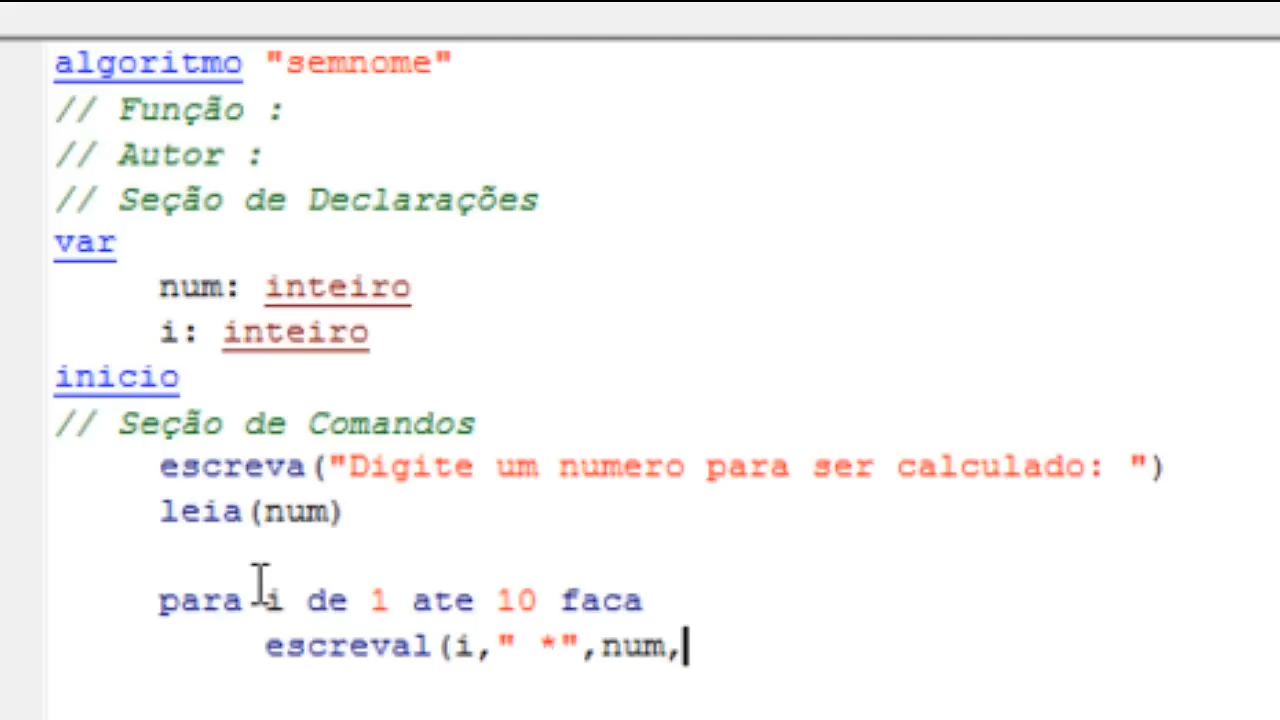 algoritmo "semnome"
// Função :
// Autor :
// Seção de Declarações
var
num: inteiro
i: inteiro
inicio
// Seção de Comandos
escreva("Digite um numero para ser calculado: ")
leia(num)
para i de 1 ate 10 faca
escreval(i," *",num,